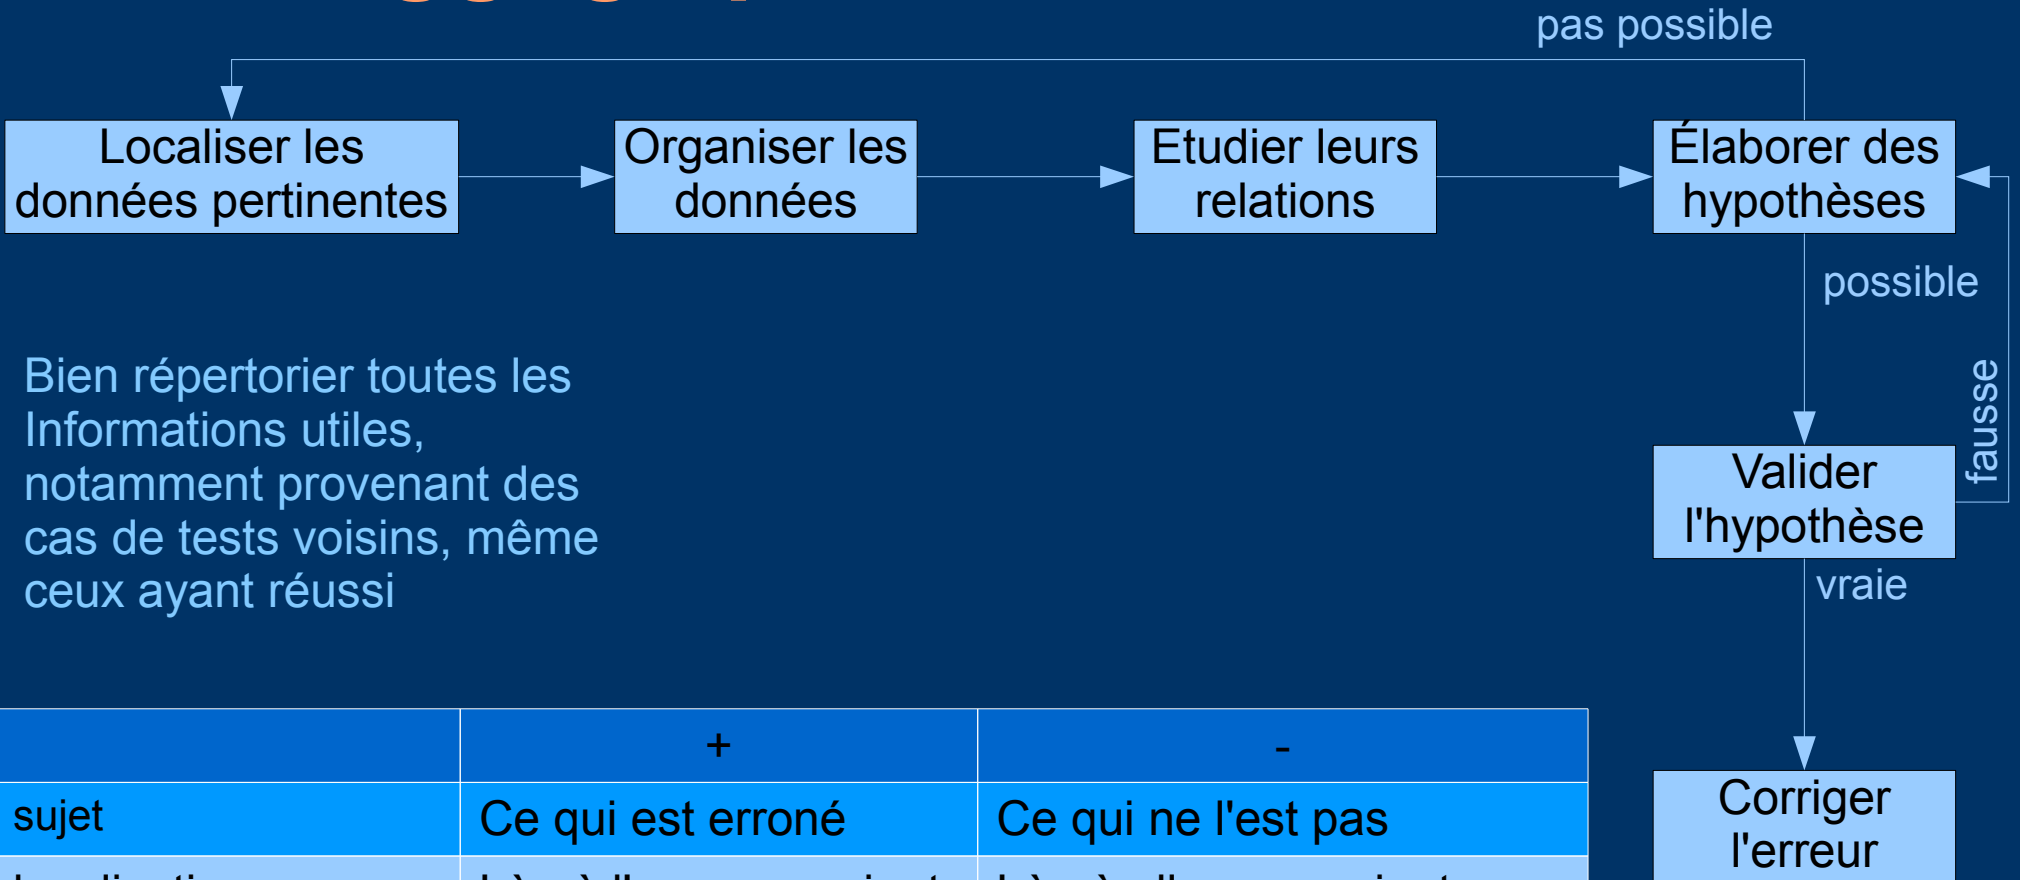 pas possible
Localiser les
données pertinentes
Organiser les
données
Etudier leurs
relations
Élaborer des
hypothèses
possible
fausse
Bien répertorier toutes les
Informations utiles,
notamment provenant des
cas de tests voisins, même
ceux ayant réussi
Valider
l'hypothèse
vraie
+ -
sujet Ce qui est erroné Ce qui ne l'est pas
Corriger
l'erreur